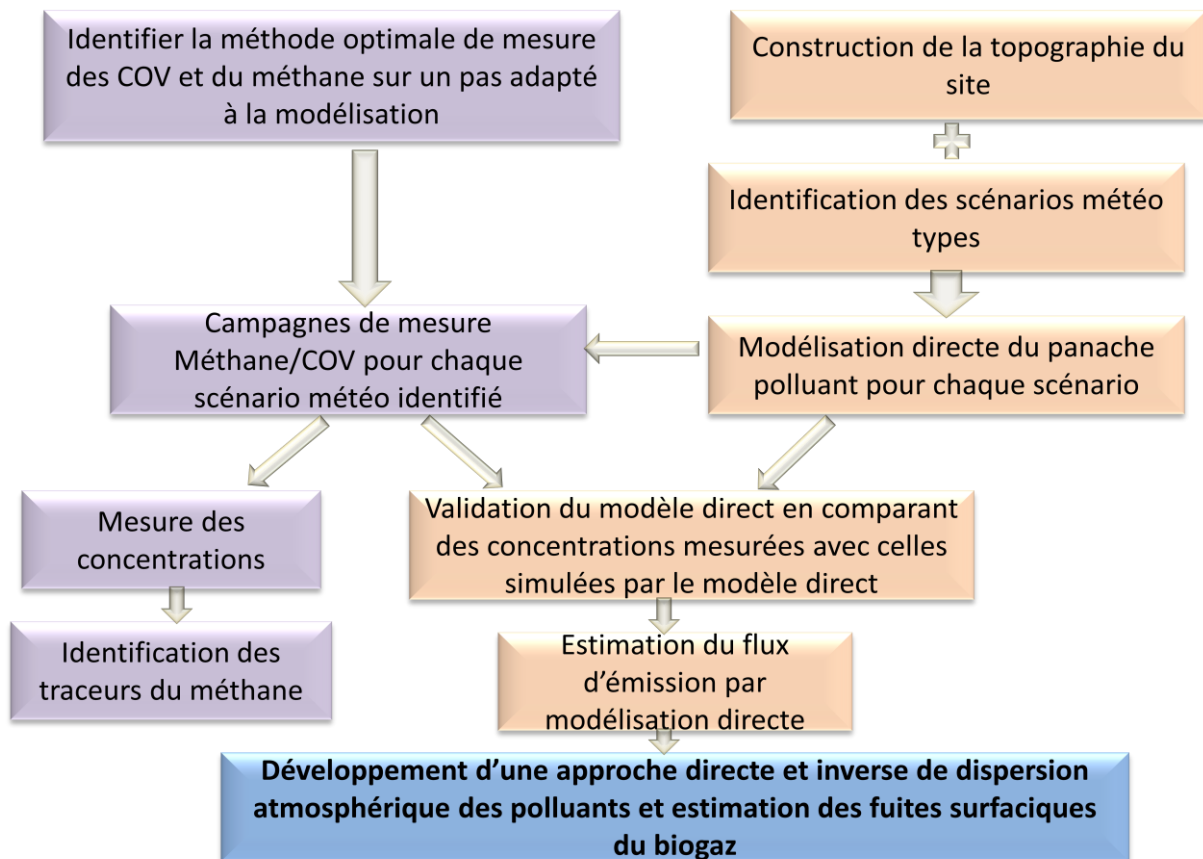 Identifier la méthode optimale de mesure
des COV et du méthane sur un pas adapté
à la modélisation
Construction de la topographie du
site
Identification des scénarios météo
types
Campagnes de mesure
Méthane/COV pour chaque
scénario météo identifié
Modélisation directe du panache
polluant pour chaque scénario
Mesure des
concentrations
Validation du modèle direct en comparant
des concentrations mesurées avec celles
simulées par le modèle direct
Identification des
traceurs du méthane
Estimation du flux
d’émission par
modélisation directe
Développement d’une approche directe et inverse de dispersion
atmosphérique des polluants et estimation des fuites surfaciques
du biogaz